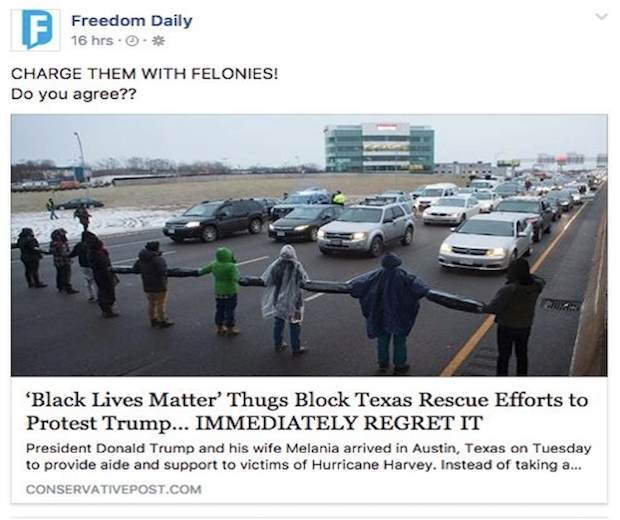 Freedom Daily
16 hrs ·
CHARGE THEM WITH FELONIES!
Do you agree??
'Black Lives Matter' Thugs Block Texas Rescue Efforts to
Protest Trump... IMMEDIATELY REGRET IT
President Donald Trump and his wife Melania arrived in Austin, Texas on Tuesday
to provide aide and support to victims of Hurricane Harvey. Instead of taking a...
CONSERVATIVEPOST.COM